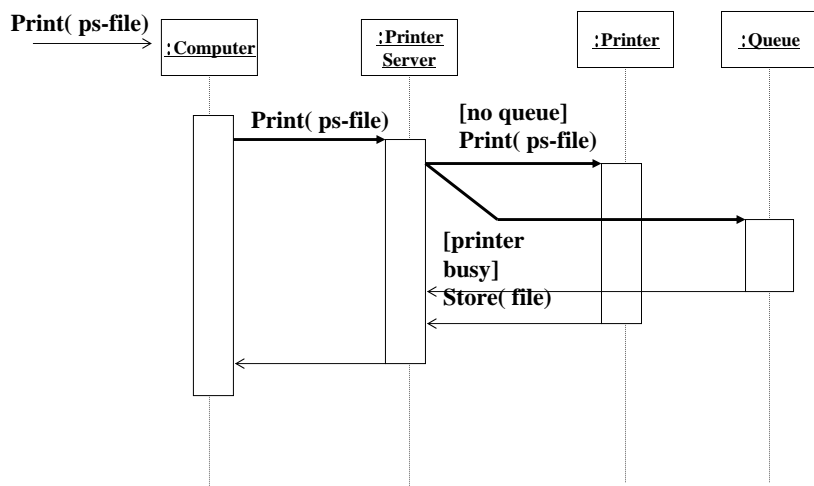 Print( ps-file)
:Computer
:Printer
Server
:Printer
:Queue
Print( ps-file)
[no queue]
Print( ps-file)
[printer
busy]
Store( file)